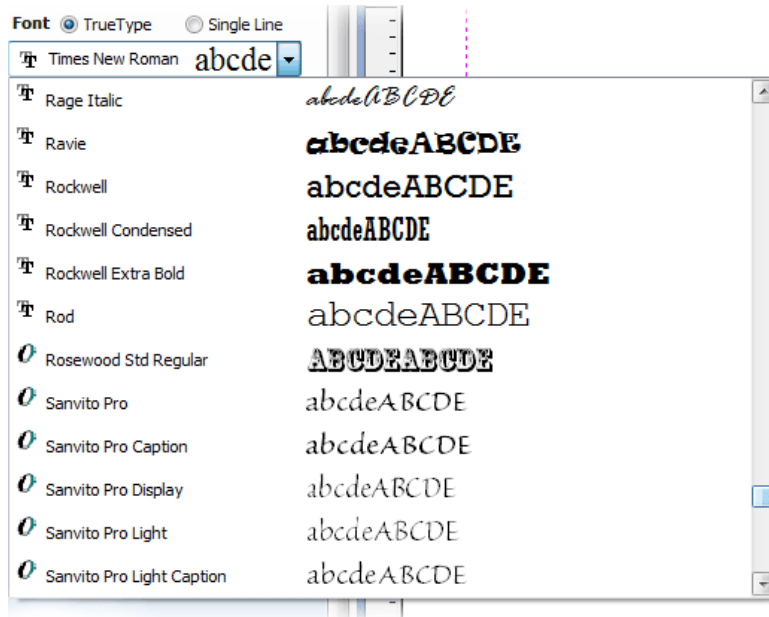 Font TrueType Single Line
Times New Roman abcde
Rage Italic abcdeABCDE
Ravie abcdeABCDE
Rockwell abcdeABCDE
Rockwell Condensed abcdeABCDE
Rockwell Extra Bold abcdeABCDE
Rod abcdeABCDE
Rosewood Std Regular ABCDEABCDE
Sanvito Pro abcdeABCDE
Sanvito Pro Caption abcdeABCDE
Sanvito Pro Display abcdeABCDE
Sanvito Pro Light abcdeABCDE
Sanvito Pro Light Caption abcdeABCDE